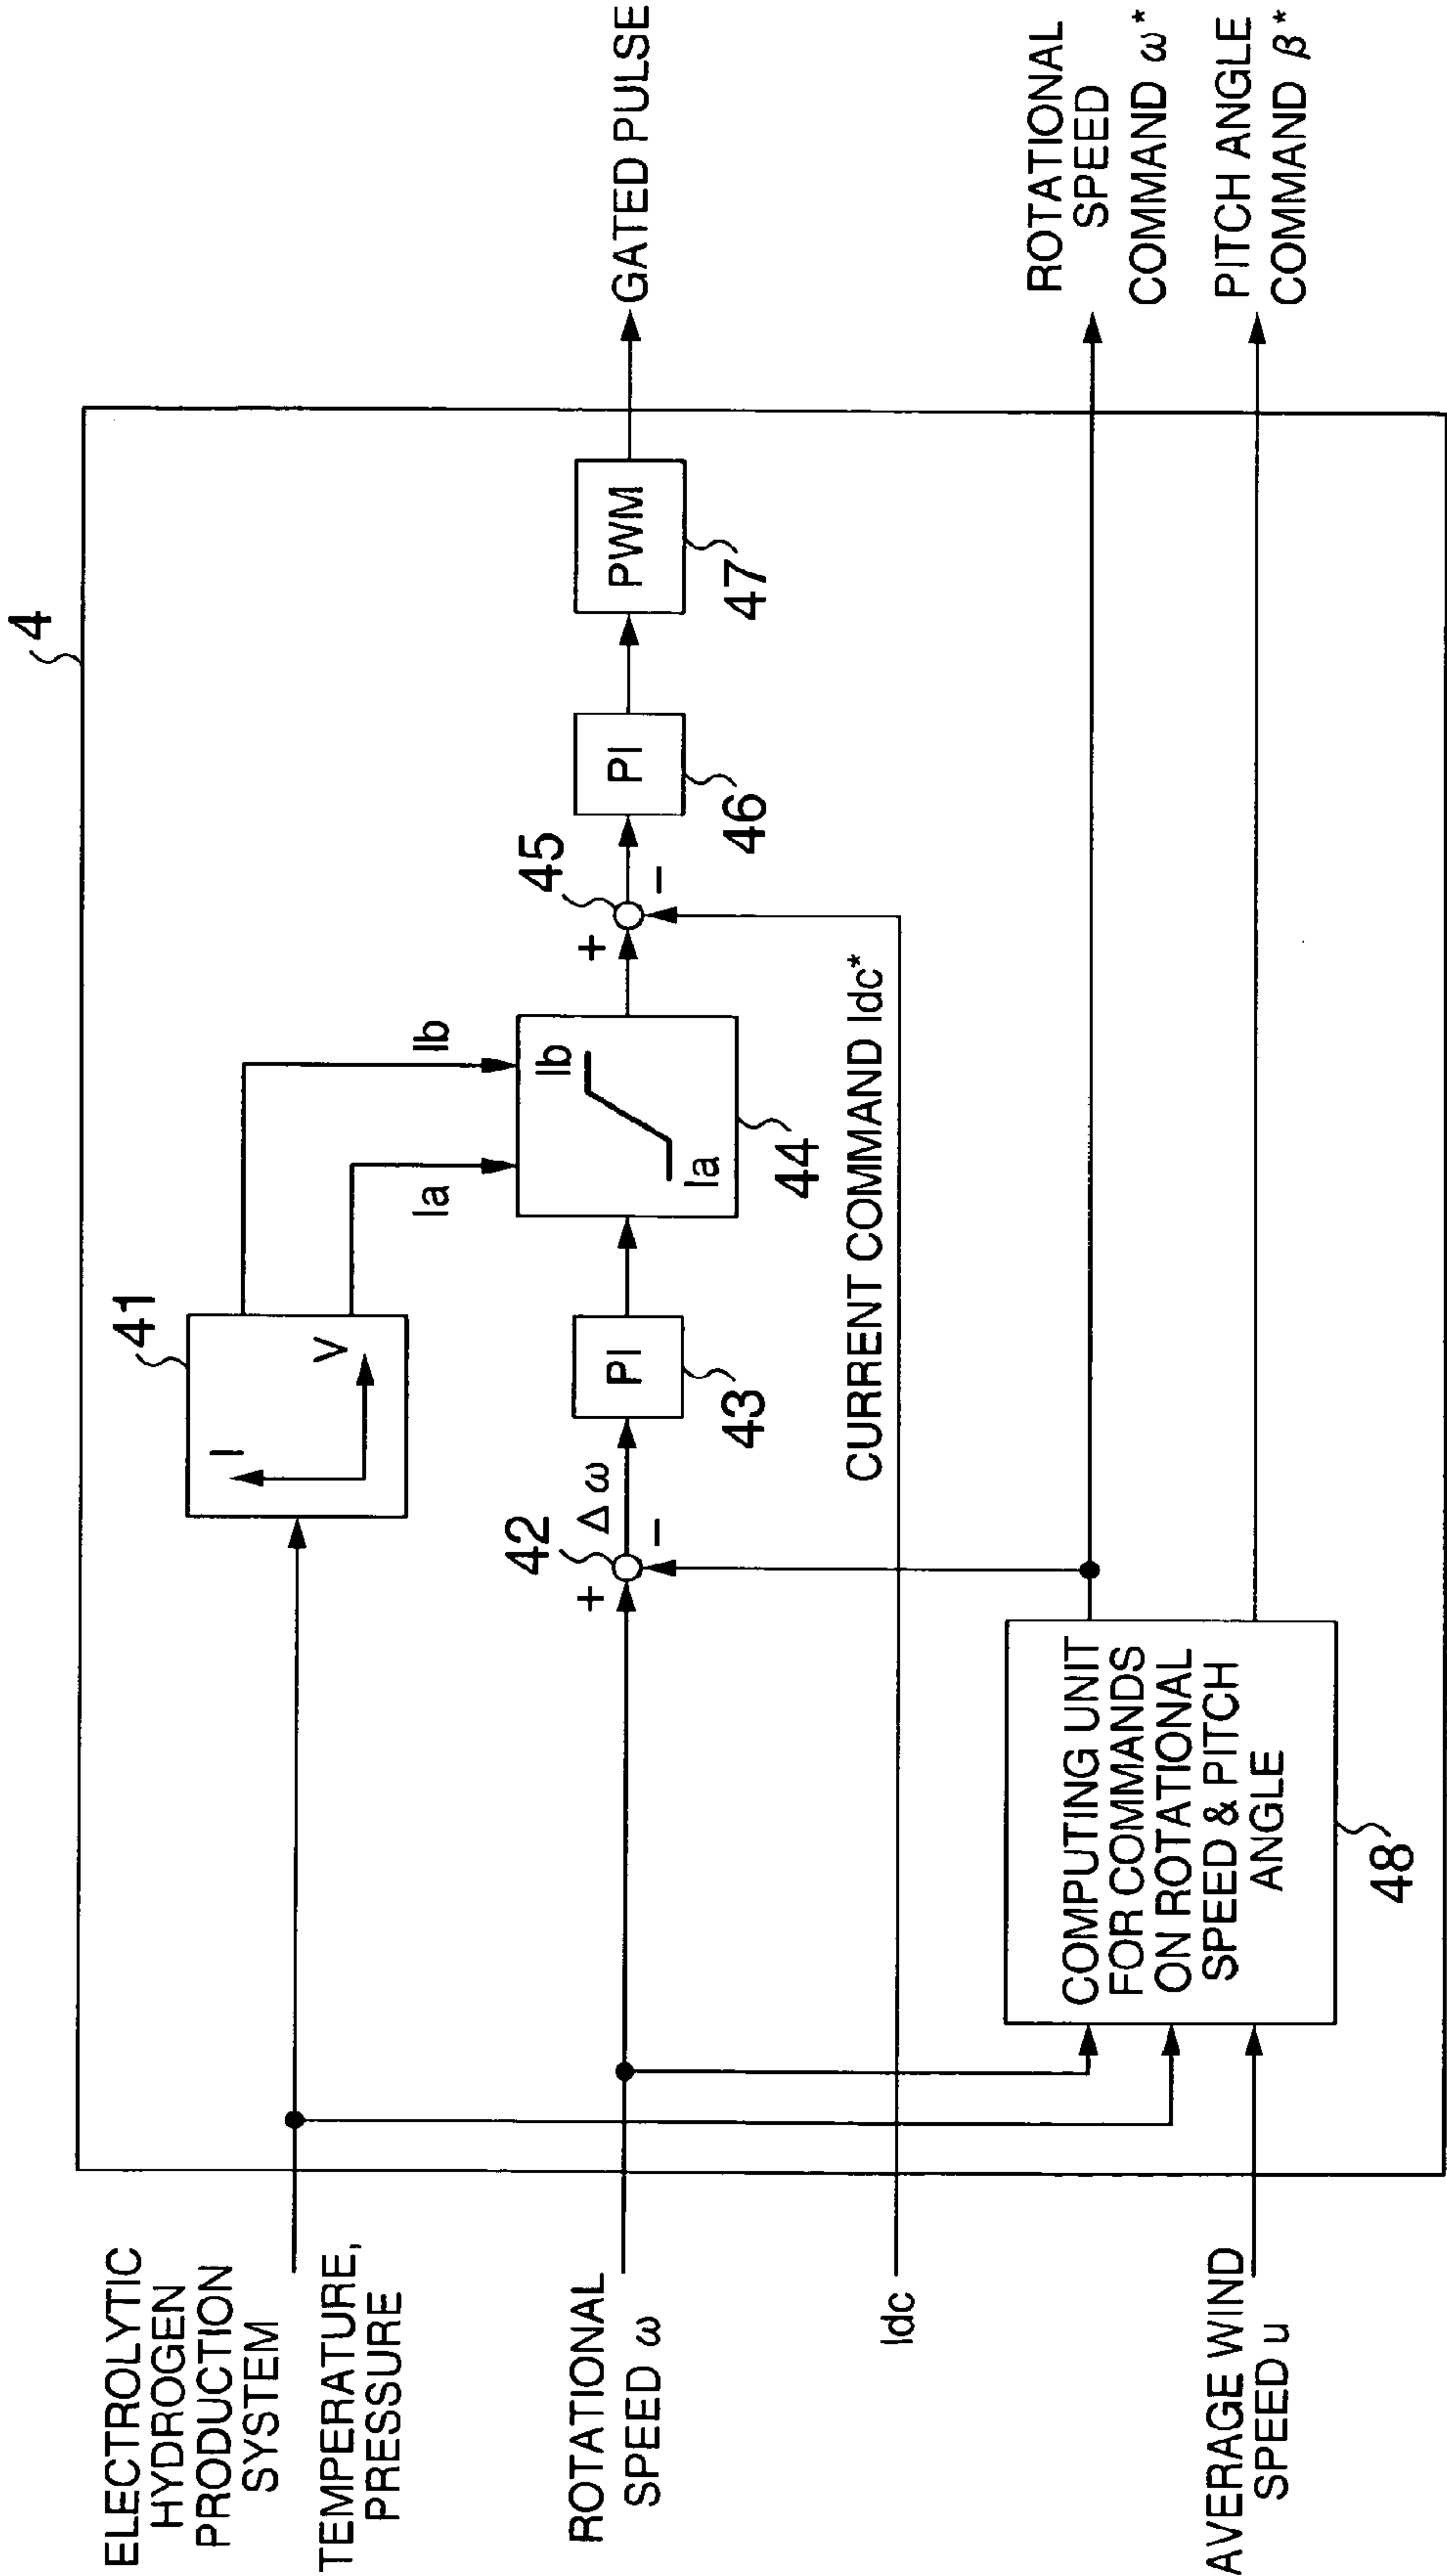 4
ELECTROLYTIC
HYDROGEN
PRODUCTION
SYSTEM
TEMPERATURE,
PRESSURE
41
I
V
Ib
Ia
ROTATIONAL
SPEED ω
+
42
−
Δω
PI
43
Ib
Ia
44
+
45
−
PI
46
PWM
47
GATED PULSE
CURRENT COMMAND Idc*
Idc
AVERAGE WIND
SPEED u
COMPUTING UNIT
FOR COMMANDS
ON ROTATIONAL
SPEED & PITCH
ANGLE
48
ROTATIONAL
SPEED
COMMAND ω*
PITCH ANGLE
COMMAND β*